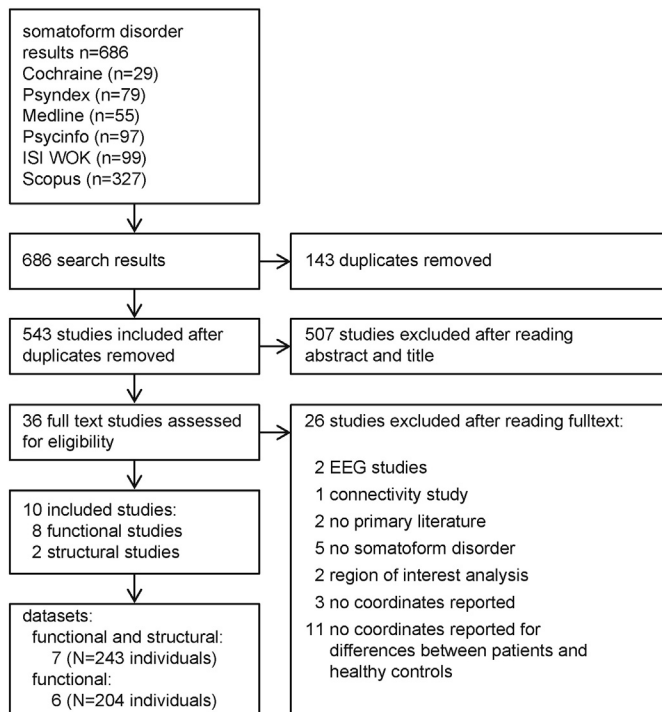 somatoform disorder
results n=686
Cochraine (n=29)
Psyndex (n=79)
Medline (n=55)
Psycinfo (n=97)
ISI WOK (n=99)
Scopus (n=327)
686 search results
143 duplicates removed
543 studies included after
duplicates removed
507 studies excluded after reading
abstract and title
36 full text studies assessed
for eligibility
26 studies excluded after reading fulltext:
2 EEG studies
1 connectivity study
2 no primary literature
5 no somatoform disorder
2 region of interest analysis
3 no coordinates reported
11 no coordinates reported for
differences between patients and
healthy controls
10 included studies:
8 functional studies
2 structural studies
datasets:
functional and structural:
7 (N=243 individuals)
functional:
6 (N=204 individuals)